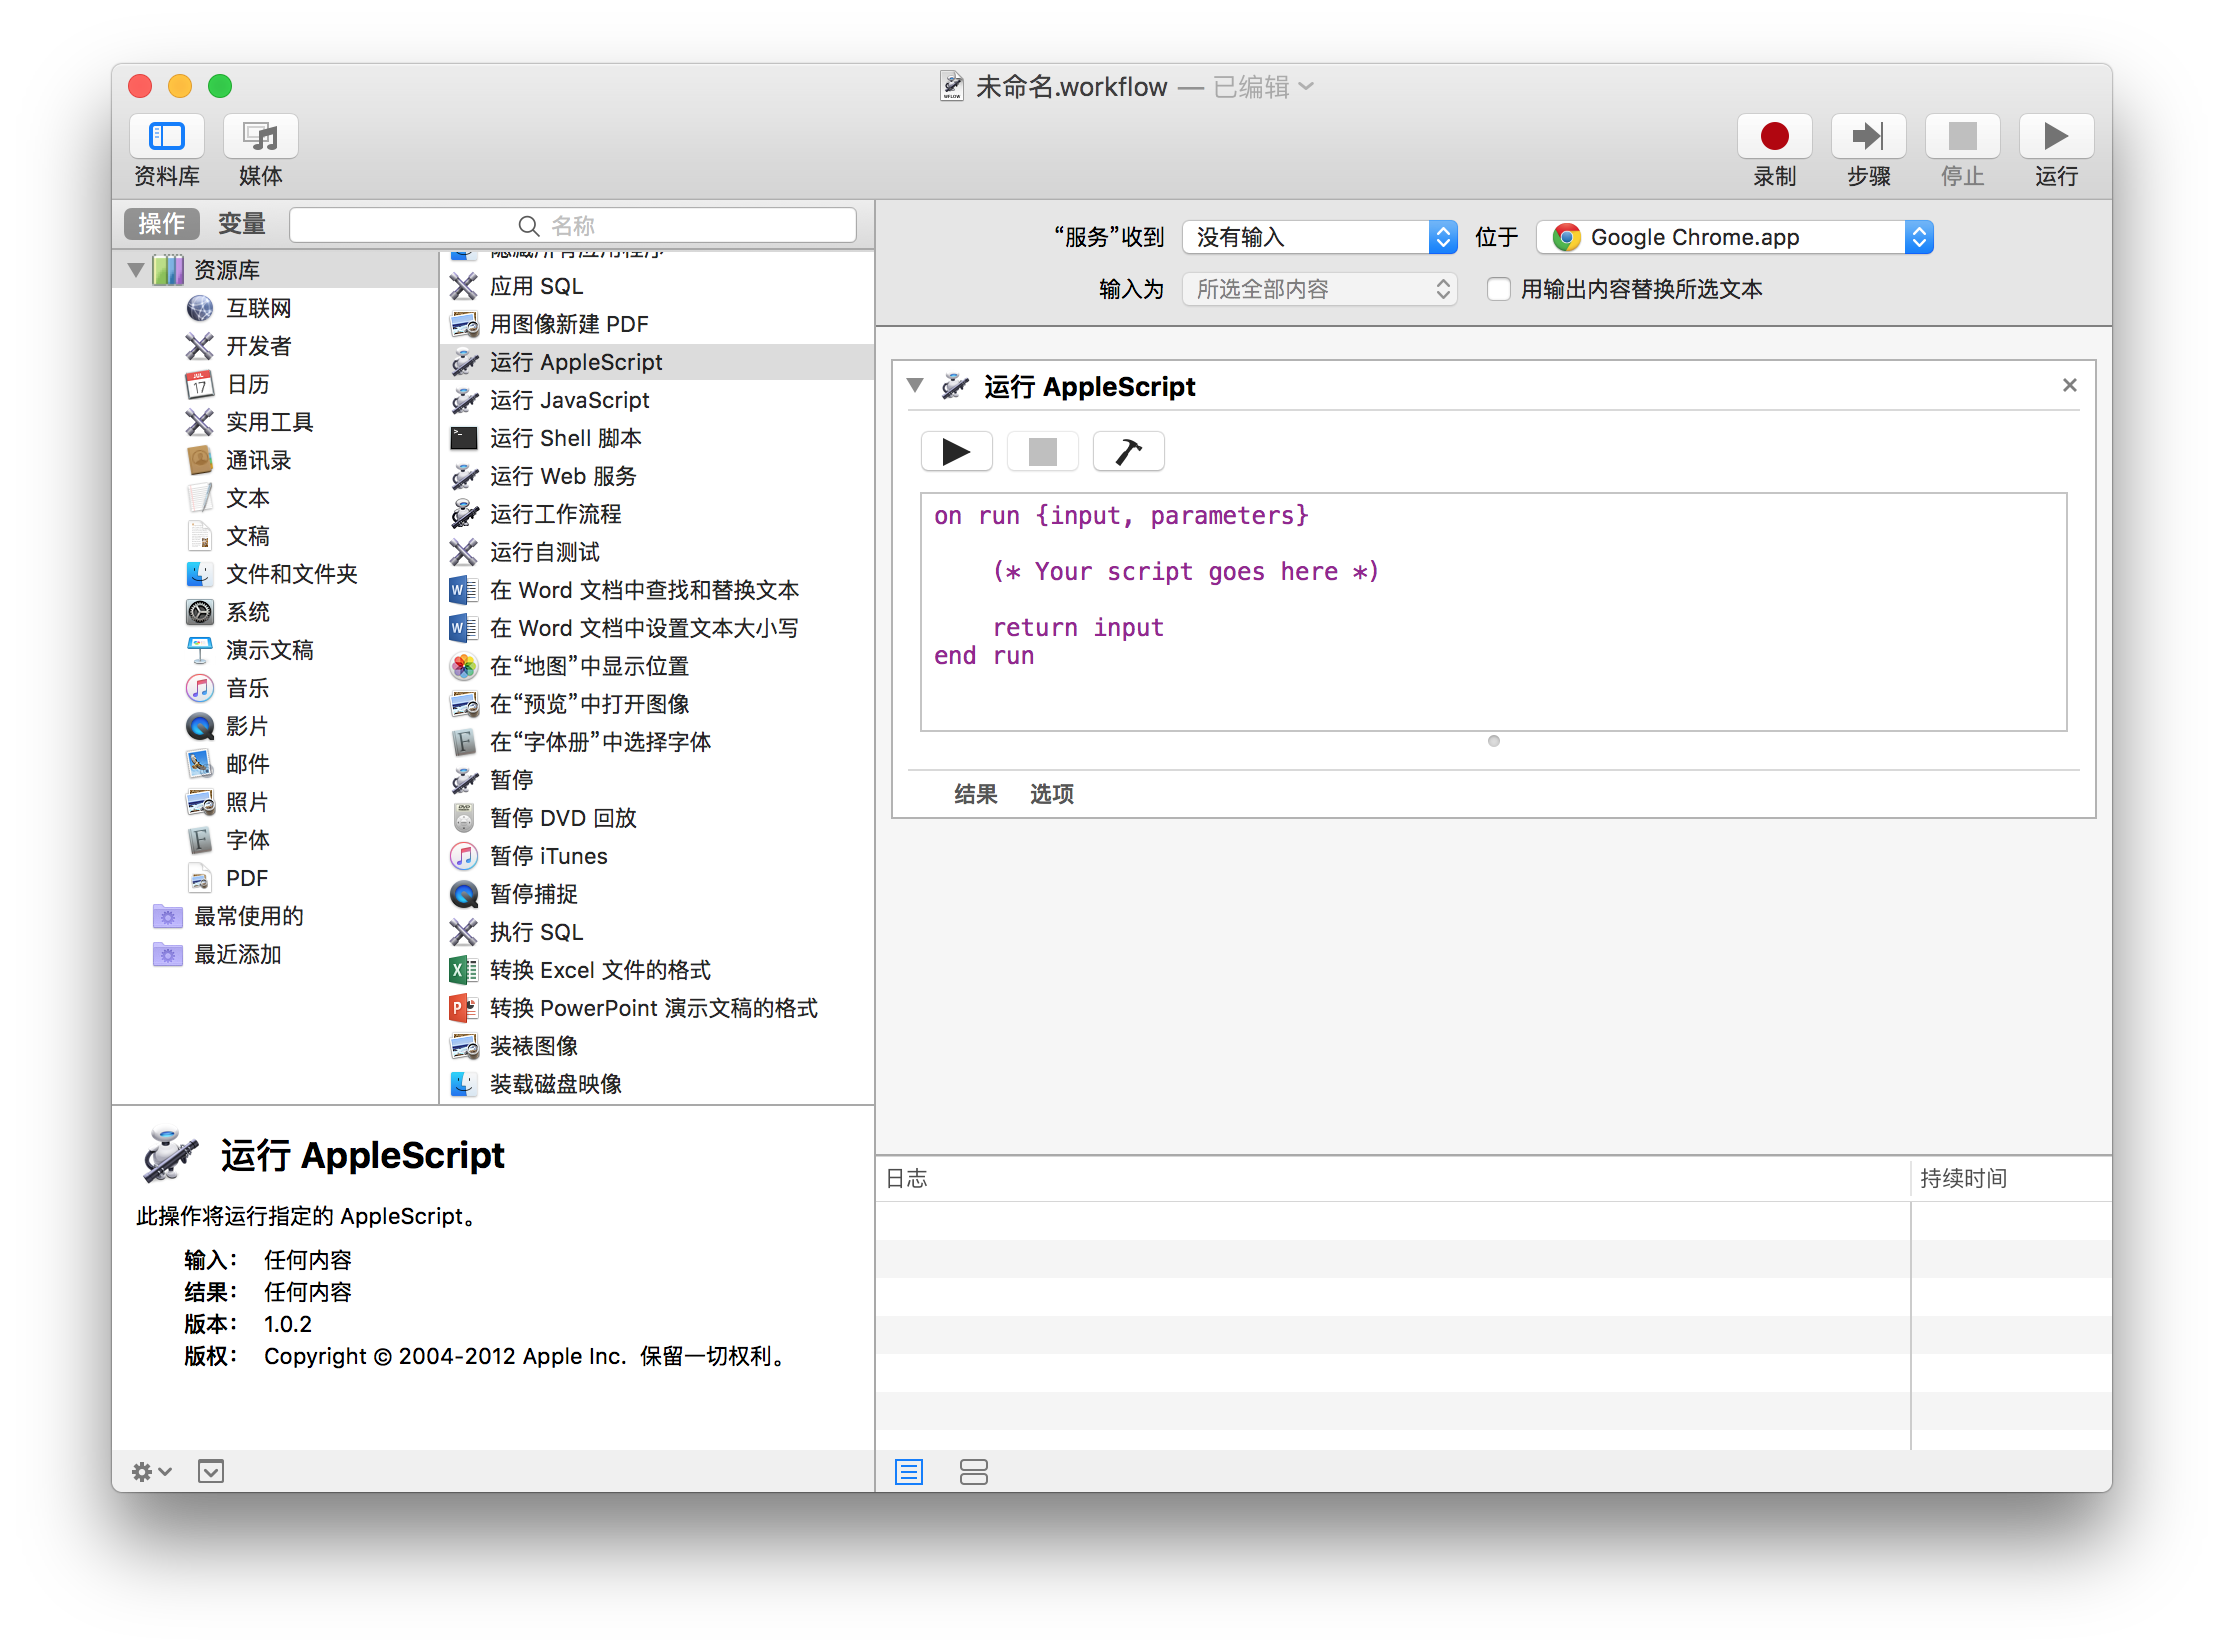 未命名.workflow — 已编辑
资料库 媒体 录制 步骤 停止 运行
操作 变量 名称
资源库
互联网
开发者
日历
实用工具
通讯录
文本
文稿
文件和文件夹
系统
演示文稿
音乐
影片
邮件
照片
字体
PDF
最常使用的
最近添加
隐藏所有应用程序
应用 SQL
用图像新建 PDF
运行 AppleScript
运行 JavaScript
运行 Shell 脚本
运行 Web 服务
运行工作流程
运行自测试
在 Word 文档中查找和替换文本
在 Word 文档中设置文本大小写
在“地图”中显示位置
在“预览”中打开图像
在“字体册”中选择字体
暂停
暂停 DVD 回放
暂停 iTunes
暂停捕捉
执行 SQL
转换 Excel 文件的格式
转换 PowerPoint 演示文稿的格式
装裱图像
装载磁盘映像
运行 AppleScript
此操作将运行指定的 AppleScript。
输入： 任何内容
结果： 任何内容
版本： 1.0.2
版权： Copyright © 2004-2012 Apple Inc. 保留一切权利。
“服务”收到 没有输入 位于 Google Chrome.app
输入为 所选全部内容 用输出内容替换所选文本
运行 AppleScript
on run {input, parameters}
(* Your script goes here *)
return input
end run
结果 选项
日志 持续时间